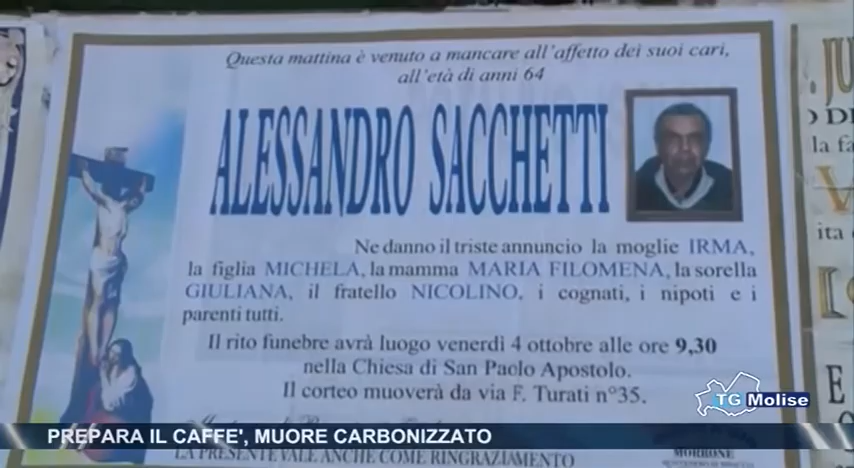 Questa mattina è venuto a mancare all'affetto dei suoi cari,
all'età di anni 64
ALESSANDRO SACCHETTI
Ne danno il triste annuncio la moglie IRMA,
la figlia MICHELA, la mamma MARIA FILOMENA, la sorella
GIULIANA, il fratello NICOLINO, i cognati, i nipoti e i
parenti tutti.
Il rito funebre avrà luogo venerdì 4 ottobre alle ore 9,30
nella Chiesa di San Paolo Apostolo.
Il corteo muoverà da via F. Turati n°35.
TG Molise
PREPARA IL CAFFE', MUORE CARBONIZZATO
LA PRESENTE VALE ANCHE COME RINGRAZIAMENTO
MORRONE
. JU
O D
la fa
V
ita
E